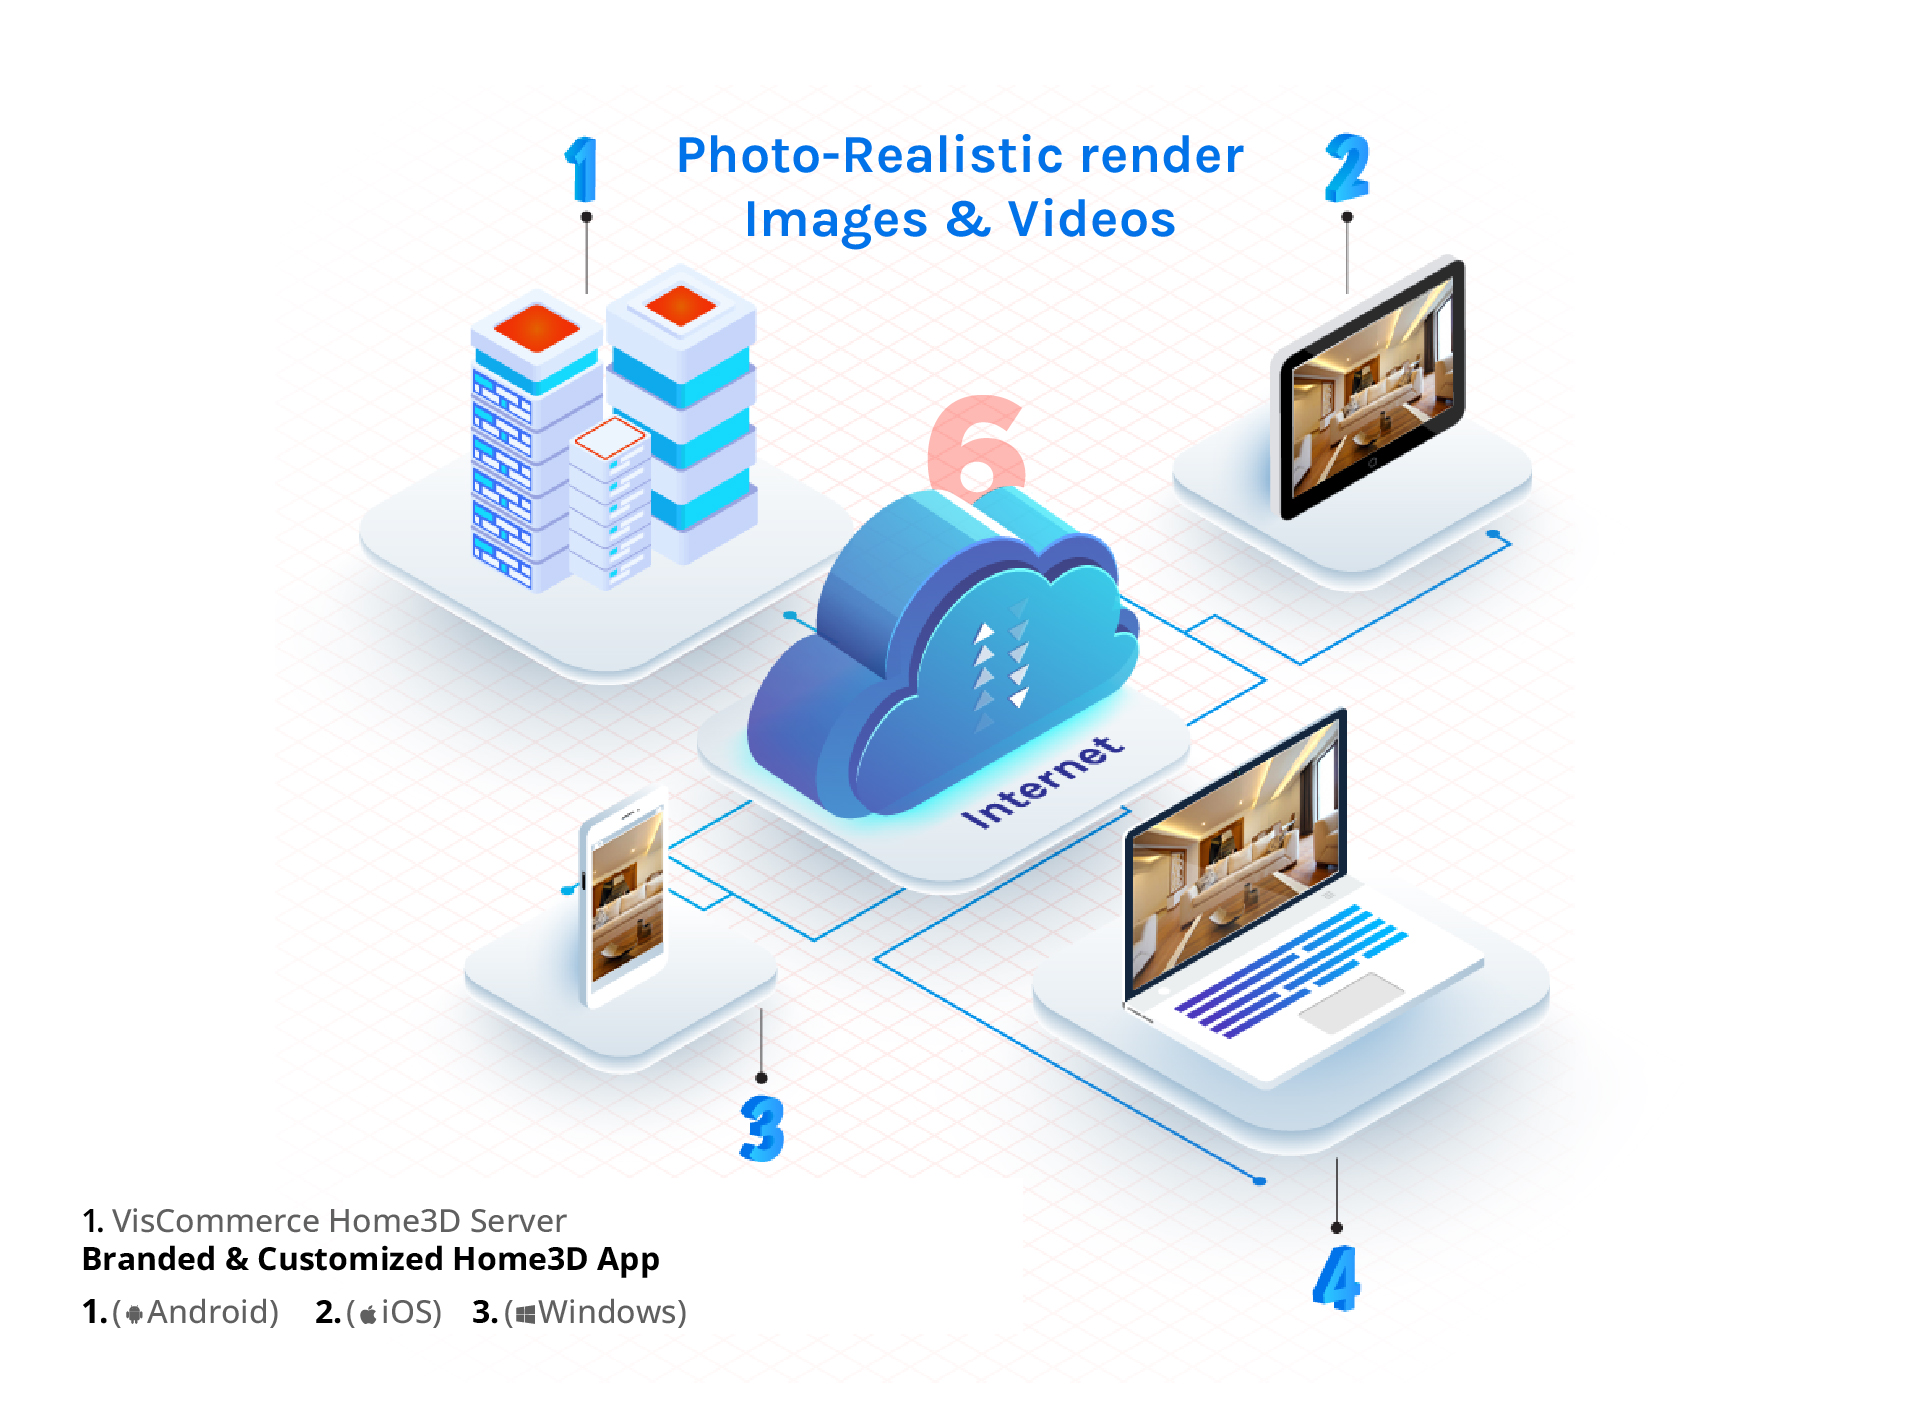 1
Photo-Realistic render
Images & Videos
2
6
Internet
3
4
1. VisCommerce Home3D Server
Branded & Customized Home3D App
1. (Android) 2. (iOS) 3. (Windows)